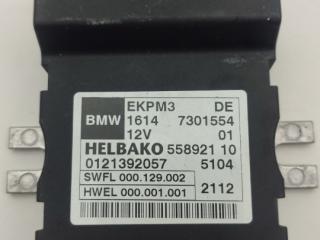 EKPM3 DE
BMW 1614 7301554
12V 01
HELBAKO 558921 10
0121392057 5104
SWFL 000.129.002
HWEL 000.001.001 2112